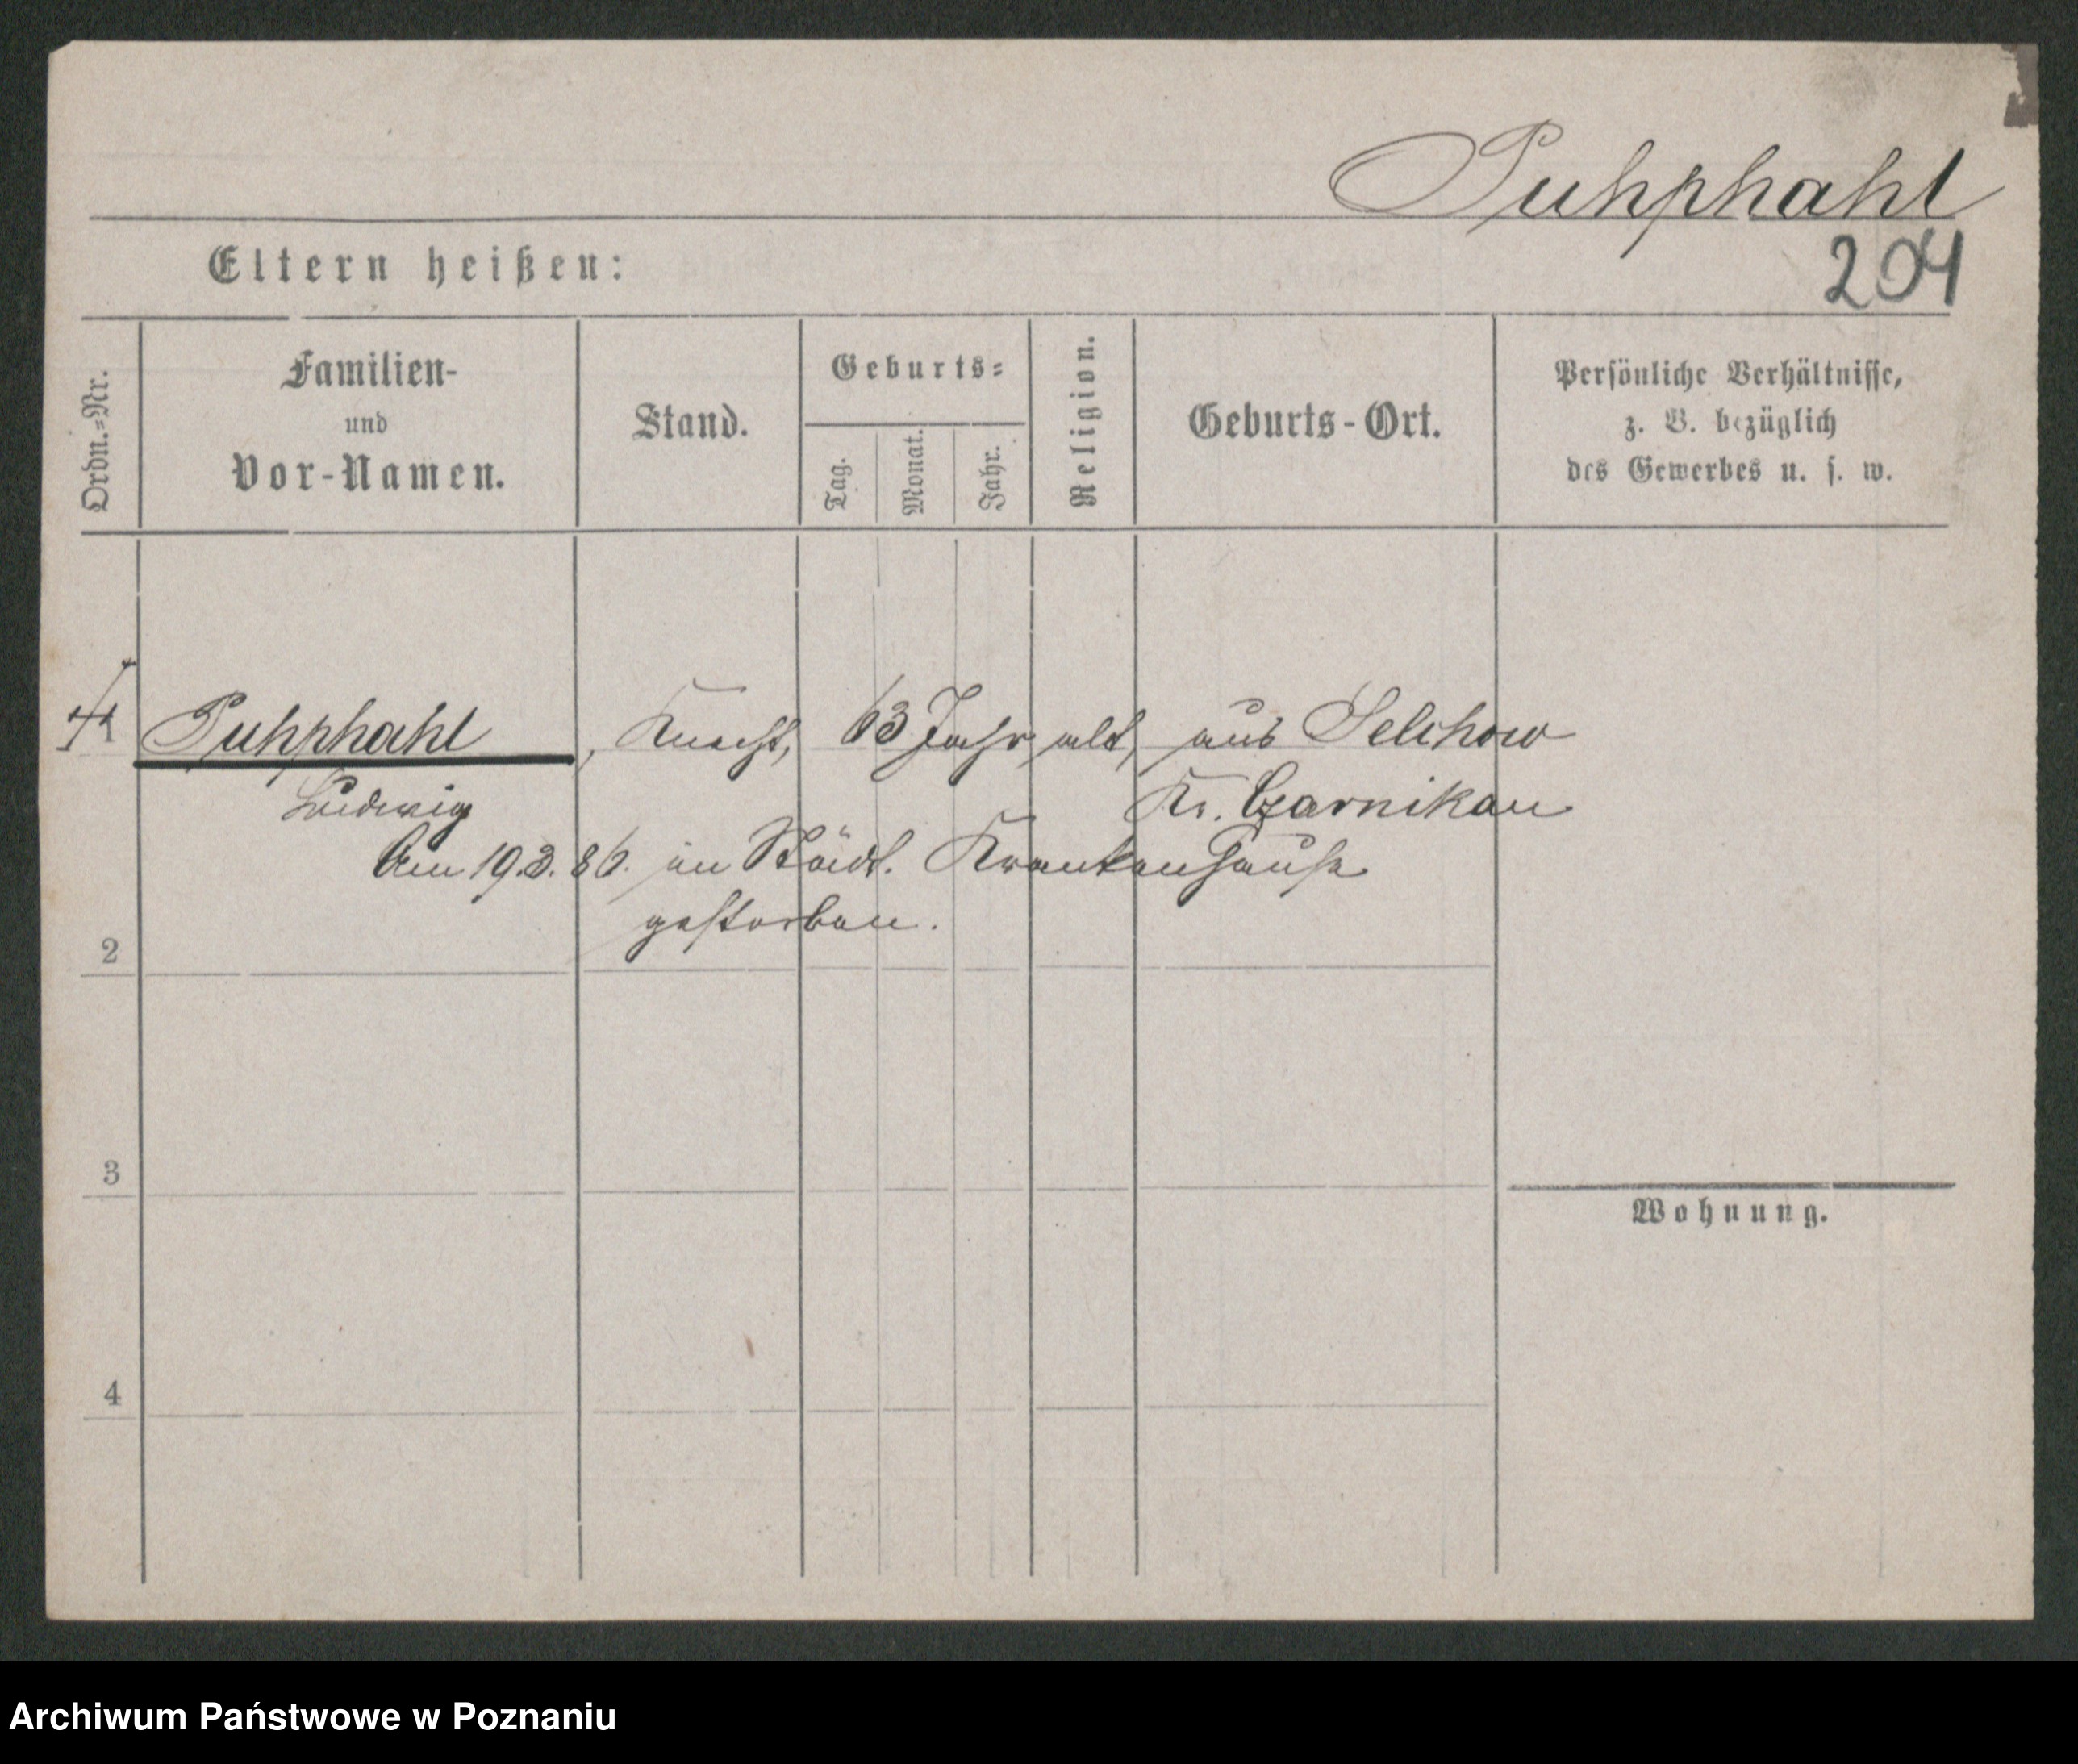 Puhphahl
204
Eltern heißen:
Ordn.-Nr.
Familien-
und
Vor-Namen.
Stand.
Geburts-
Tag.
Monat.
Jahr.
Religion.
Geburts-Ort.
Persönliche Verhältnisse,
z. B. bezüglich
des Gewerbes u. s. w.
1 Puhphahl, Knecht, 63 Jahr alt, aus Selchow
Ludwig Kr. Czarnikau
Am 19.3.86. im Städt. Krankenhause
gestorben.
2
3
Wohnung.
4
Archiwum Państwowe w Poznaniu